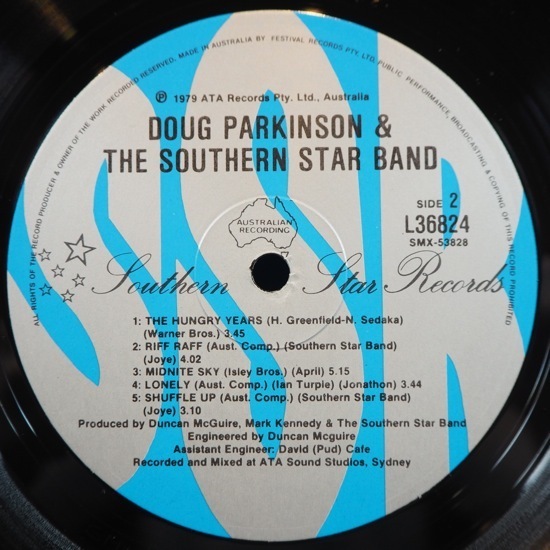 ALL RIGHTS OF THE RECORD PRODUCER & OWNER OF THE WORK RECORDED RESERVED. MADE IN AUSTRALIA BY FESTIVAL RECORDS PTY. LTD. PUBLIC PERFORMANCE, BROADCASTING & COPYING OF THIS RECORD PROHIBITED
℗ 1979 ATA Records Pty. Ltd., Australia
DOUG PARKINSON &
THE SOUTHERN STAR BAND
SIDE 2
L36824
SMX-53828
AUSTRALIAN
RECORDING
Southern Star Records
1: THE HUNGRY YEARS (H. Greenfield-N. Sedaka)
(Warner Bros.) 3.45
2: RIFF RAFF (Aust. Comp.) (Southern Star Band)
(Joye) 4.02
3: MIDNITE SKY (Isley Bros.) (April) 5.15
4: LONELY (Aust. Comp.) (Ian Turpie) (Jonathon) 3.44
5: SHUFFLE UP (Aust. Comp.) (Southern Star Band)
(Joye) 3.10
Produced by Duncan McGuire, Mark Kennedy & The Southern Star Band
Engineered by Duncan Mcguire
Assistant Engineer: David (Pud) Cafe
Recorded and Mixed at ATA Sound Studios, Sydney
SSR